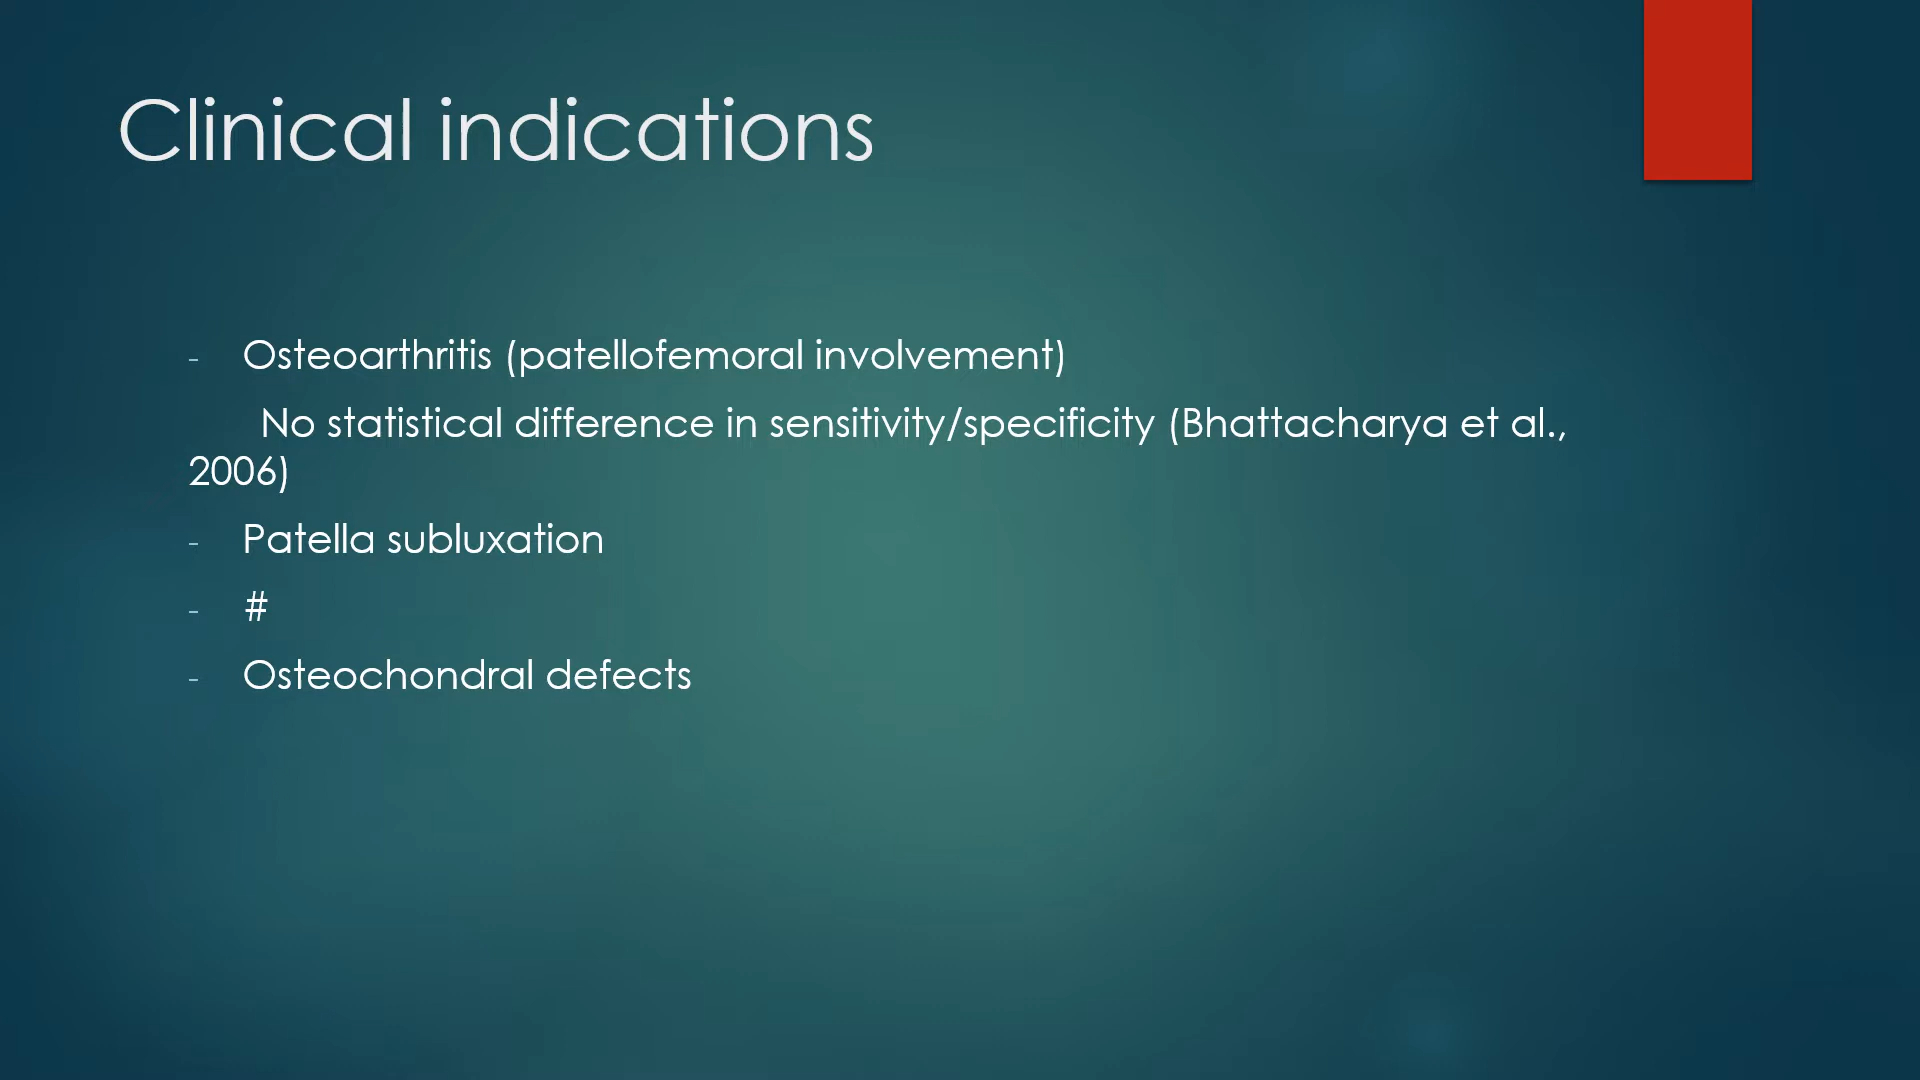 Clinical indications
- Osteoarthritis (patellofemoral involvement)
No statistical difference in sensitivity/specificity (Bhattacharya et al.,
2006)
- Patella subluxation
- #
- Osteochondral defects